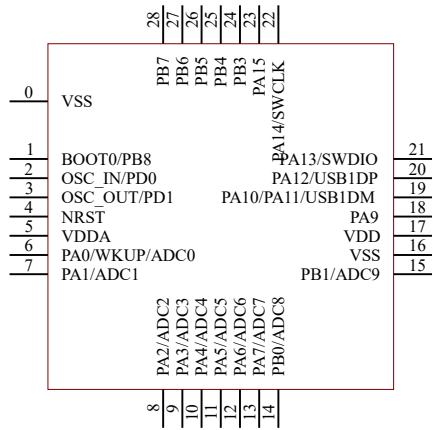 28 27 26 25 24 23 22
PB7 PB6 PB5 PB4 PB3 PA15 PA14/SWCLK
0 VSS
1 BOOT0/PB8
2 OSC_IN/PD0
3 OSC_OUT/PD1
4 NRST
5 VDDA
6 PA0/WKUP/ADC0
7 PA1/ADC1
PA13/SWDIO 21
PA12/USB1DP 20
PA10/PA11/USB1DM 19
PA9 18
VDD 17
VSS 16
PB1/ADC9 15
PA2/ADC2 PA3/ADC3 PA4/ADC4 PA5/ADC5 PA6/ADC6 PA7/ADC7 PB0/ADC8
8 9 10 11 12 13 14